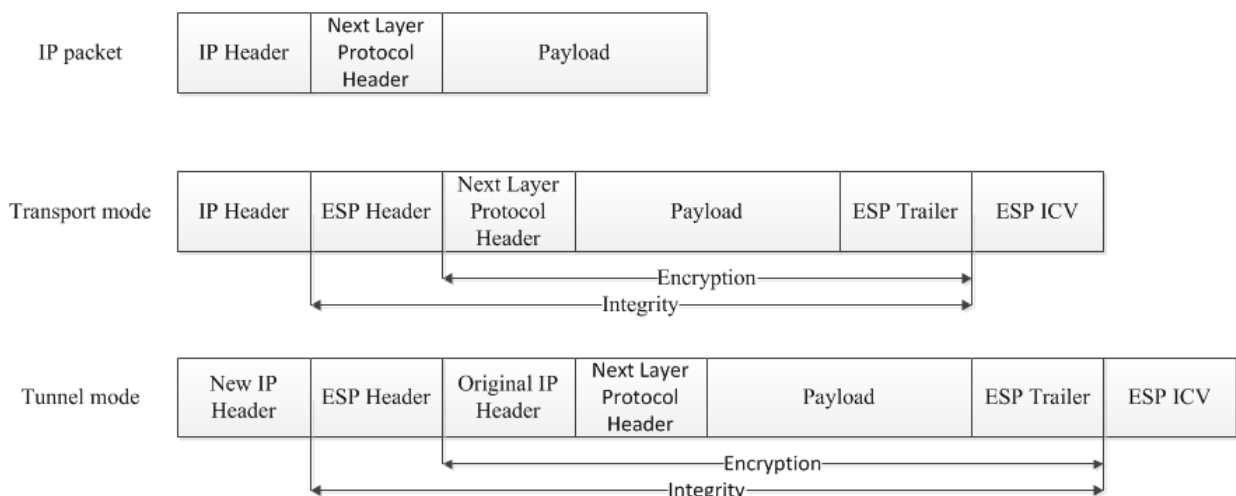 IP packet
IP Header
Next Layer
Protocol
Header
Payload
Transport mode
IP Header
ESP Header
Next Layer
Protocol
Header
Payload
ESP Trailer
ESP ICV
Encryption
Integrity
Tunnel mode
New IP
Header
ESP Header
Original IP
Header
Next Layer
Protocol
Header
Payload
ESP Trailer
ESP ICV
Encryption
Integrity